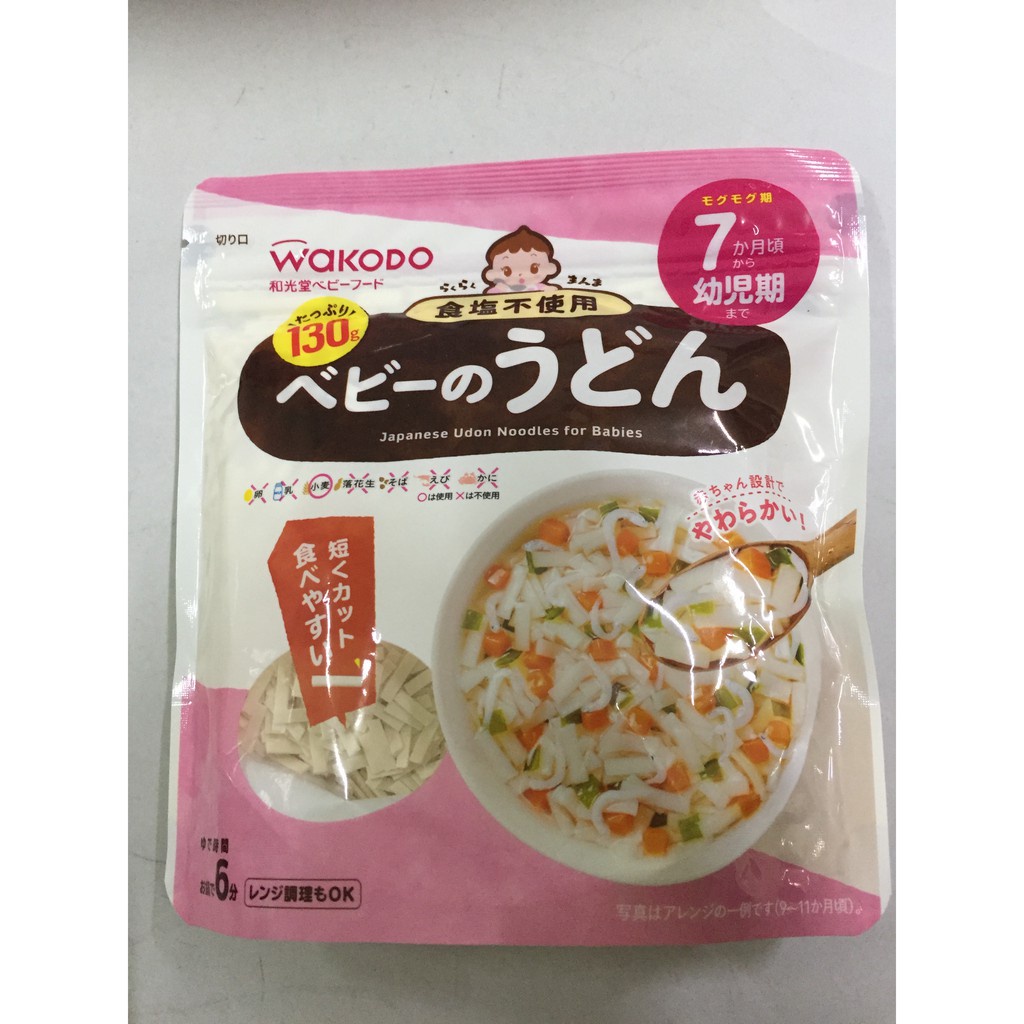 切り口
WAKODO
和光堂ベビーフード
らくらく まんま
食塩不使用
モグモグ期
7か月頃
から
幼児期
まで
たっぷり
130g
ベビーのうどん
Japanese Udon Noodles for Babies
卵 乳 小麦 落花生 そば えび かに
○は使用 ×は不使用
赤ちゃん設計で
やわらかい!
短くカット
食べやすい
ゆで時間
お鍋で6分
レンジ調理もOK
写真はアレンジの一例です(9~11か月頃)。